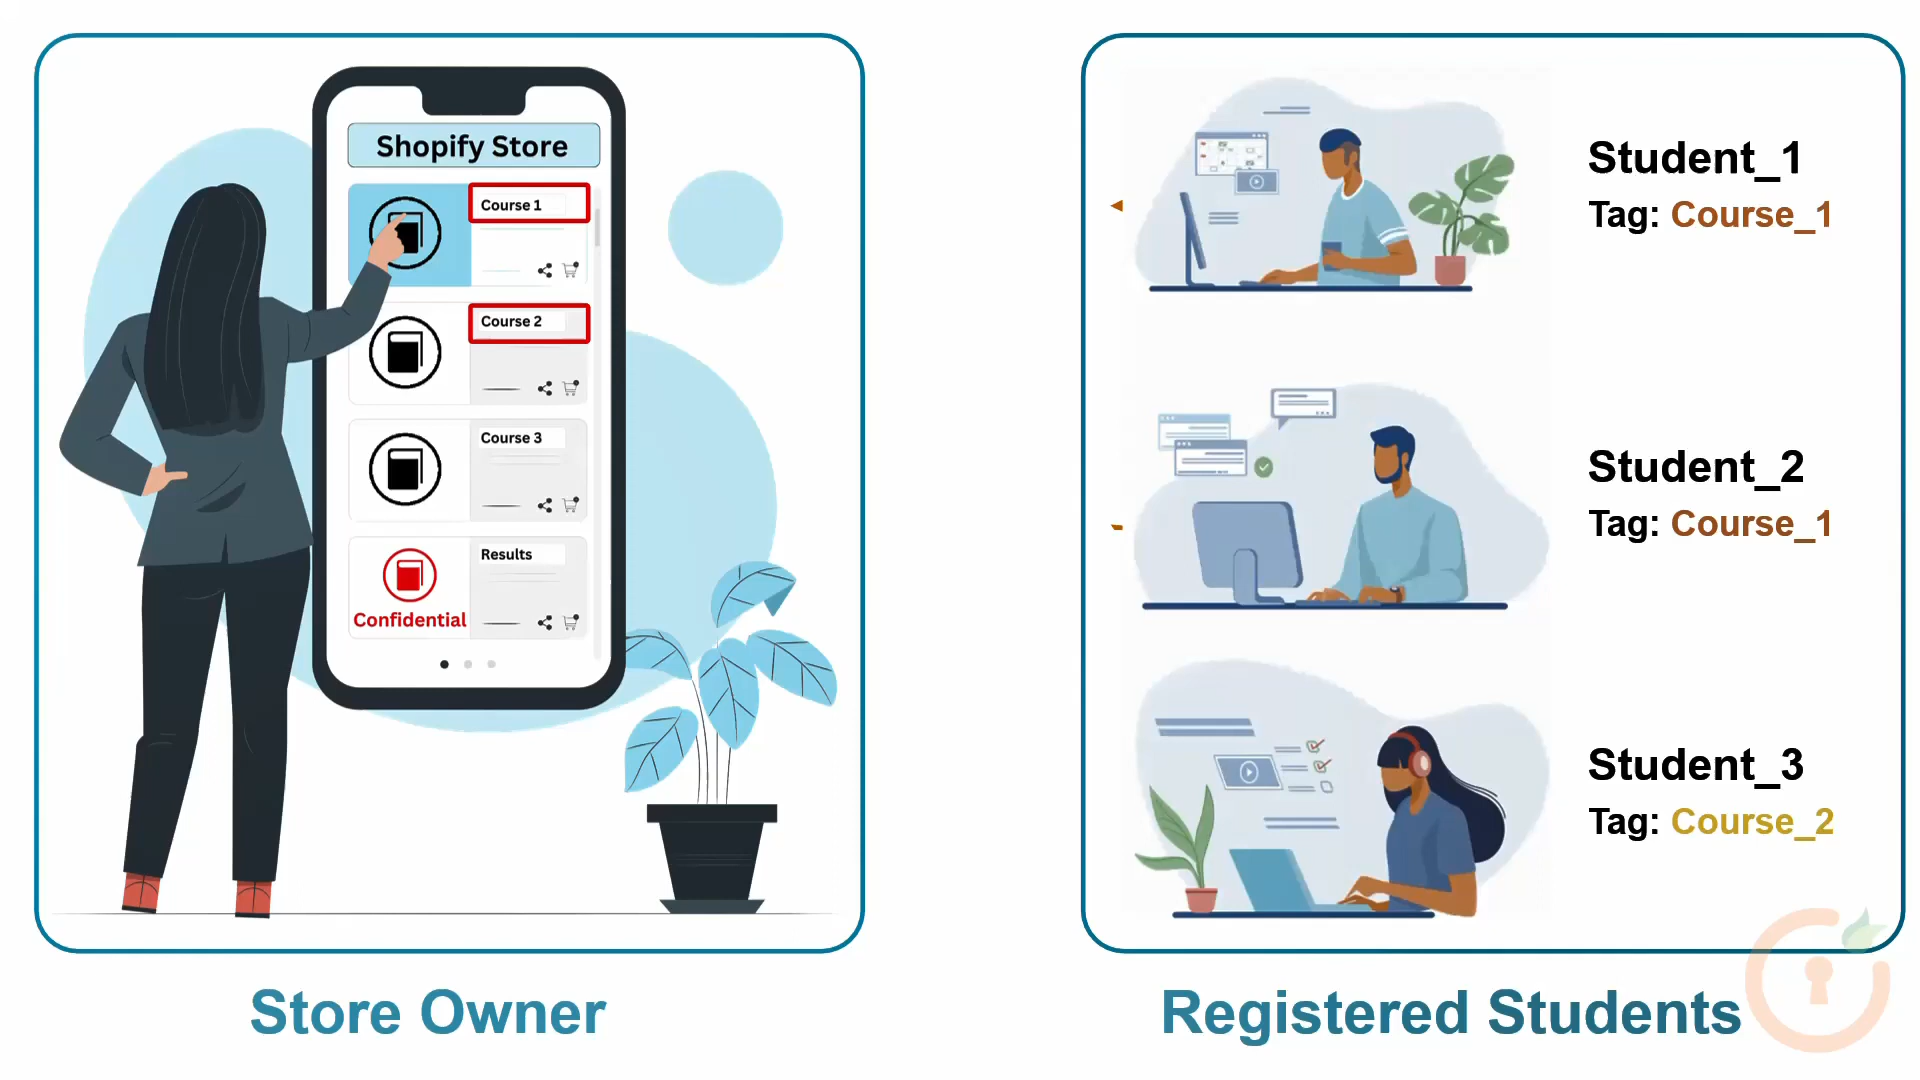 Shopify Store
Course 1
Course 2
Course 3
Results
Confidential
Store Owner
Student_1
Tag: Course_1
Student_2
Tag: Course_1
Student_3
Tag: Course_2
Registered Students